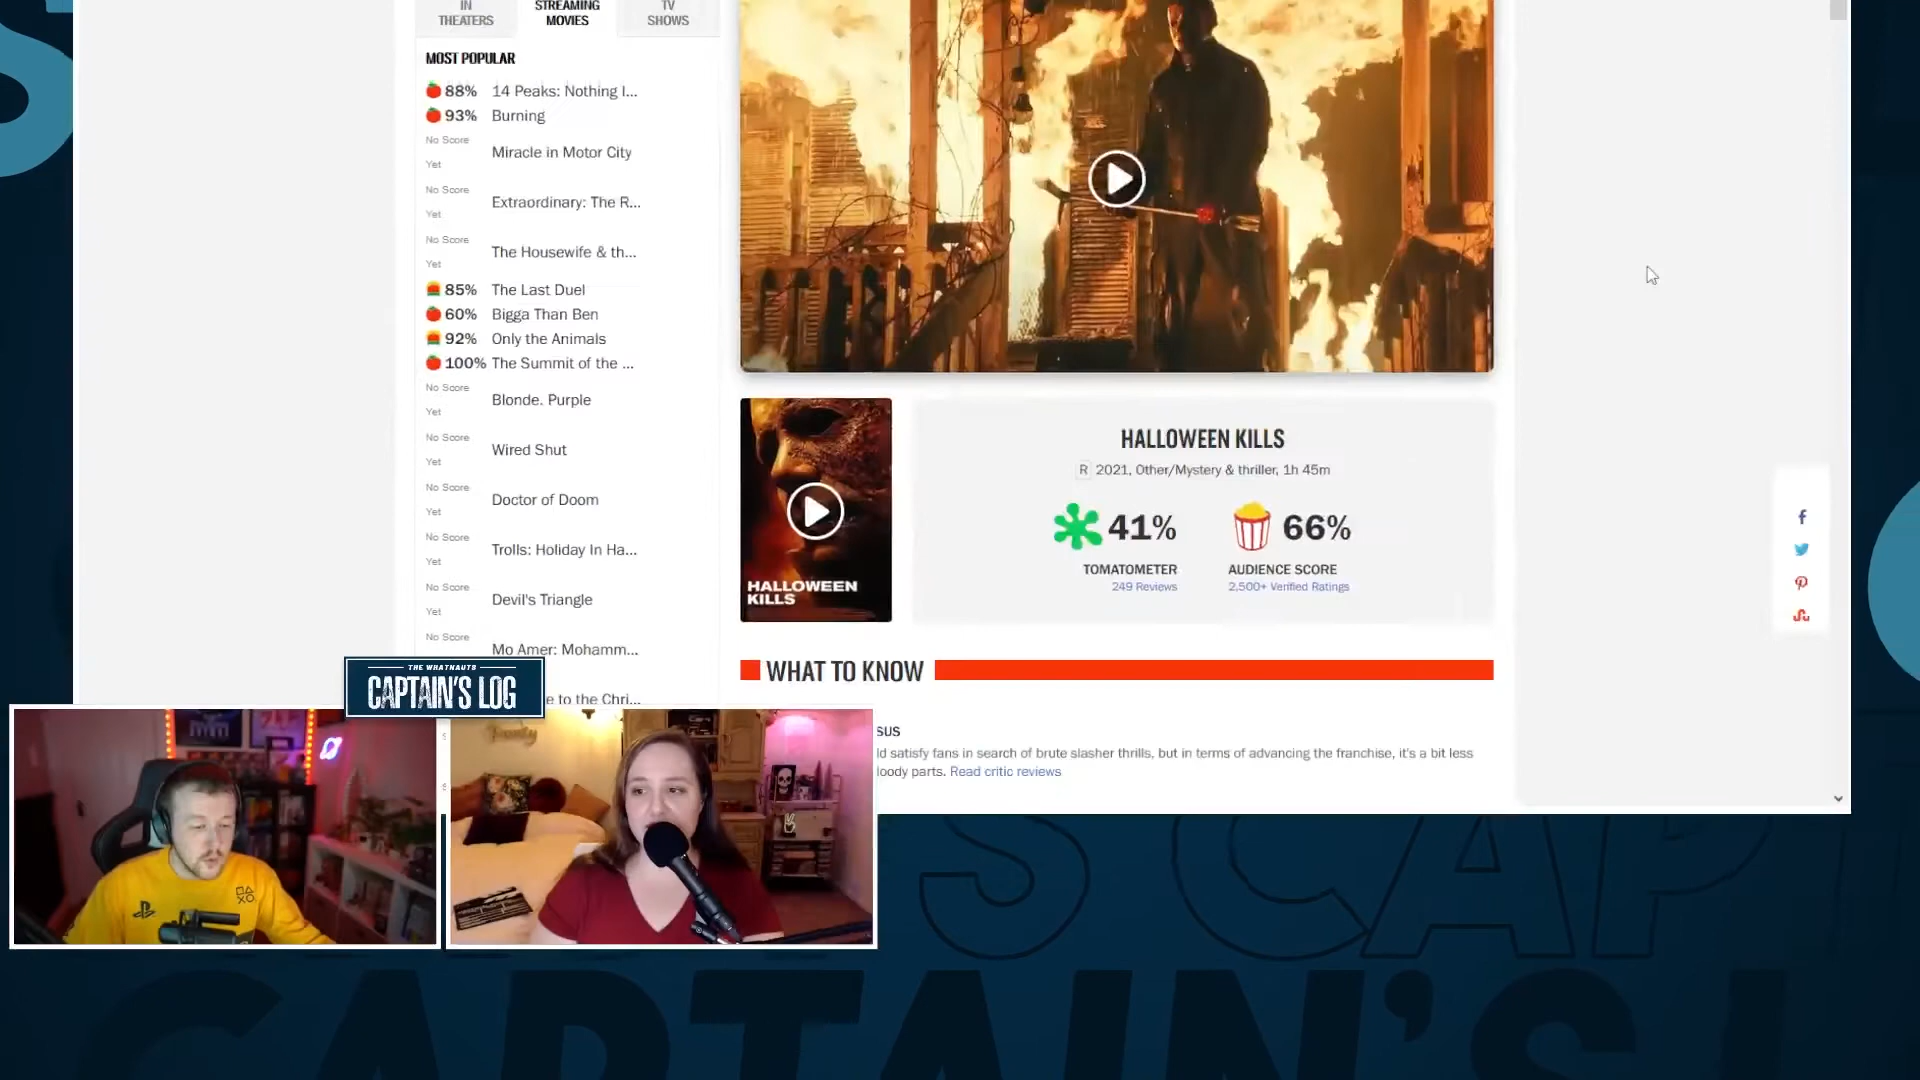 IN
THEATERS
STREAMING
MOVIES
TV
SHOWS
MOST POPULAR
88% 14 Peaks: Nothing I...
93% Burning
No Score
Yet
Miracle in Motor City
No Score
Yet
Extraordinary: The R...
No Score
Yet
The Housewife & th...
85% The Last Duel
60% Bigga Than Ben
92% Only the Animals
100% The Summit of the ...
No Score
Yet
Blonde. Purple
No Score
Yet
Wired Shut
No Score
Yet
Doctor of Doom
No Score
Yet
Trolls: Holiday In Ha...
No Score
Yet
Devil's Triangle
No Score
Mo Amer: Mohamm...
e to the Chri...
HALLOWEEN
KILLS
HALLOWEEN KILLS
R 2021, Other/Mystery & thriller, 1h 45m
41%
TOMATOMETER
249 Reviews
66%
AUDIENCE SCORE
2,500+ Verified Ratings
WHAT TO KNOW
SUS
ld satisfy fans in search of brute slasher thrills, but in terms of advancing the franchise, it's a bit less
loody parts. Read critic reviews
THE WHATNAUTS
CAPTAIN'S LOG
S CAPT
CAPTAIN'S L